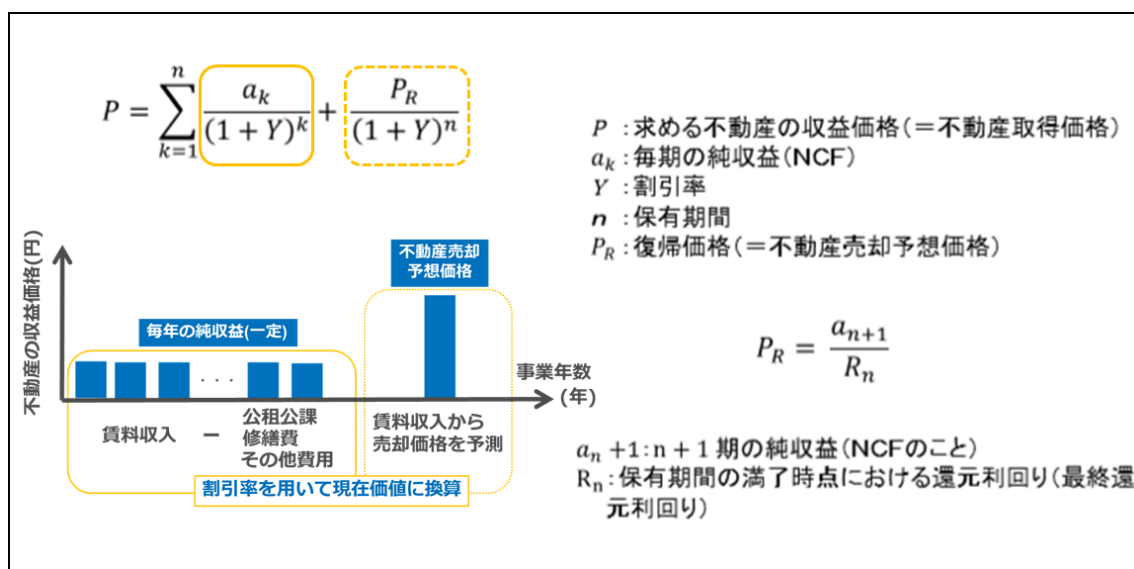 P = \sum_{k=1}^{n} \frac{a_k}{(1+Y)^k} + \frac{P_R}{(1+Y)^n}
P :求める不動産の収益価格(=不動産取得価格)
a_k:毎期の純収益(NCF)
Y :割引率
n :保有期間
P_R:復帰価格(=不動産売却予想価格)
不動産の収益価格(円)
毎年の純収益(一定)
不動産売却
予想価格
・・・
事業年数
(年)
賃料収入 ー 公租公課
修繕費
その他費用
賃料収入から
売却価格を予測
割引率を用いて現在価値に換算
P_R = \frac{a_{n+1}}{R_n}
a_n +1:n + 1 期の純収益(NCFのこと)
R_n:保有期間の満了時点における還元利回り(最終還
元利回り)